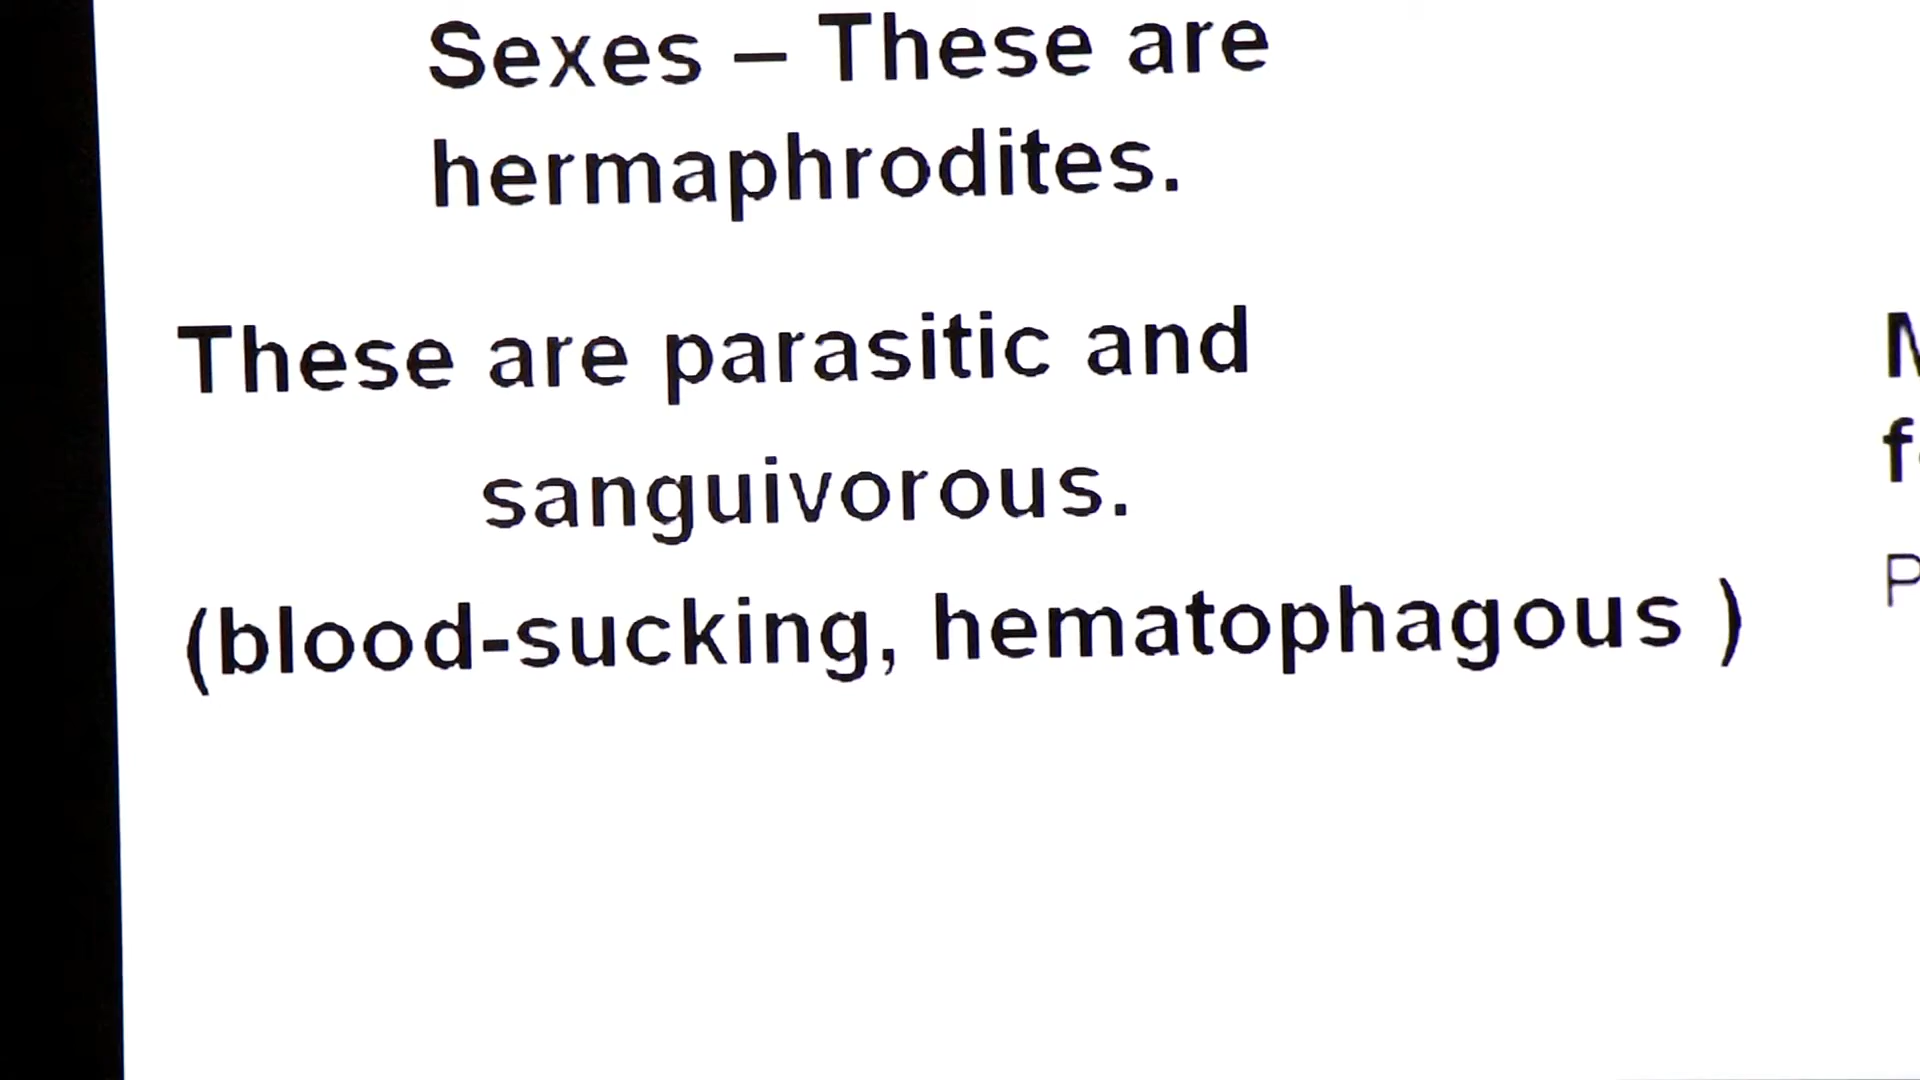 Sexes – These are
hermaphrodites.
These are parasitic and
sanguivorous.
(blood-sucking, hematophagous )